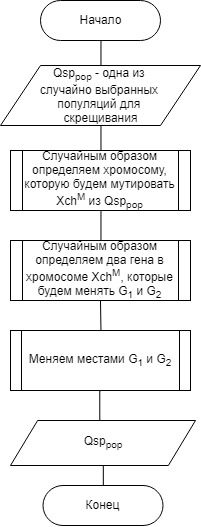 Начало
Qsp_pop - одна из
случайно выбранных
популяций для
скрещивания
Случайным образом
определяем хромосому,
которую будем мутировать
Xch^M из Qsp_pop
Случайным образом
определяем два гена в
хромосоме Xch^M, которые
будем менять G_1 и G_2
Меняем местами G_1 и G_2
Qsp_pop
Конец